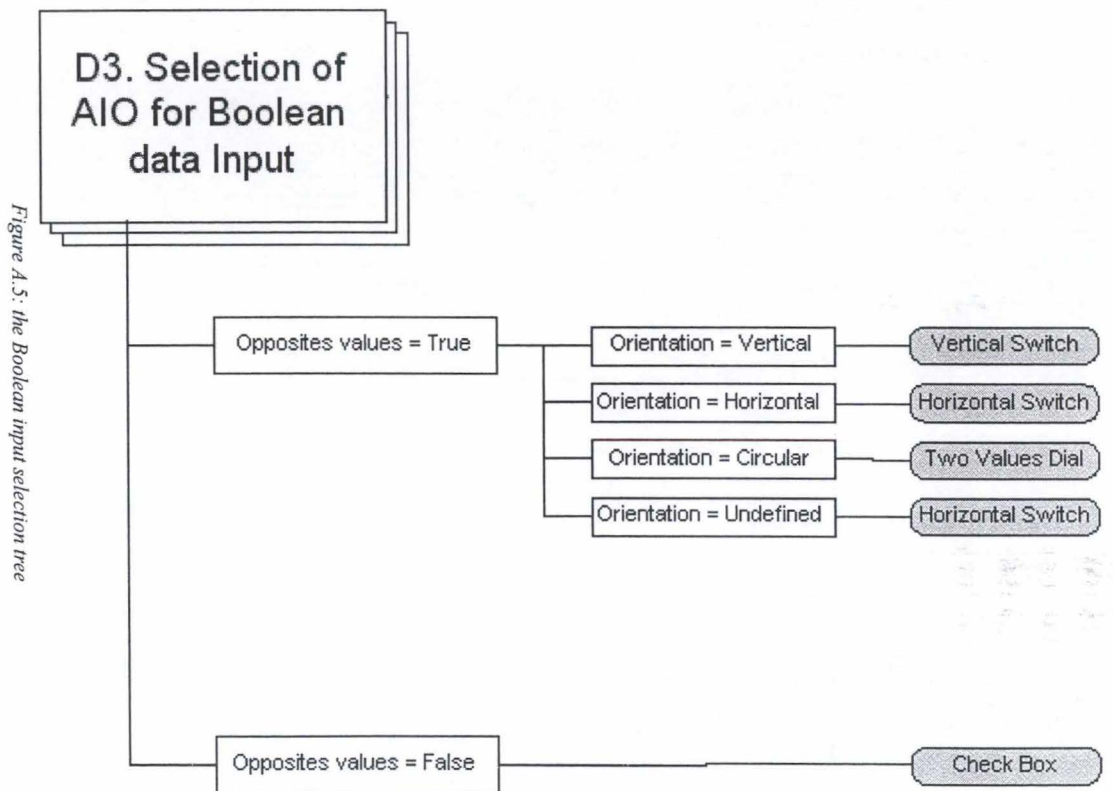 D3. Selection of
AIO for Boolean
data Input
Opposites values = True
Orientation = Vertical
Vertical Switch
Orientation = Horizontal
Horizontal Switch
Orientation = Circular
Two Values Dial
Orientation = Undefined
Horizontal Switch
Opposites values = False
Check Box
Figure A.5: the Boolean input selection tree